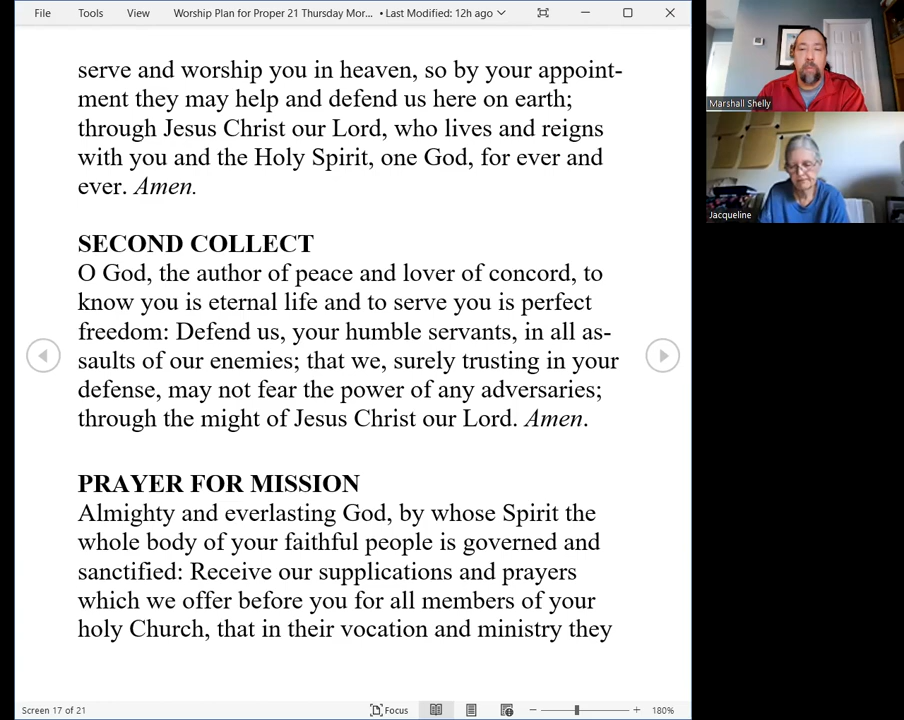 File Tools View Worship Plan for Proper 21 Thursday Mor... • Last Modified: 12h ago
serve and worship you in heaven, so by your appoint-
ment they may help and defend us here on earth;
through Jesus Christ our Lord, who lives and reigns
with you and the Holy Spirit, one God, for ever and
ever. Amen.
SECOND COLLECT
O God, the author of peace and lover of concord, to
know you is eternal life and to serve you is perfect
freedom: Defend us, your humble servants, in all as-
saults of our enemies; that we, surely trusting in your
defense, may not fear the power of any adversaries;
through the might of Jesus Christ our Lord. Amen.
PRAYER FOR MISSION
Almighty and everlasting God, by whose Spirit the
whole body of your faithful people is governed and
sanctified: Receive our supplications and prayers
which we offer before you for all members of your
holy Church, that in their vocation and ministry they
Screen 17 of 21 Focus 180%
Marshall Shelly
Jacqueline